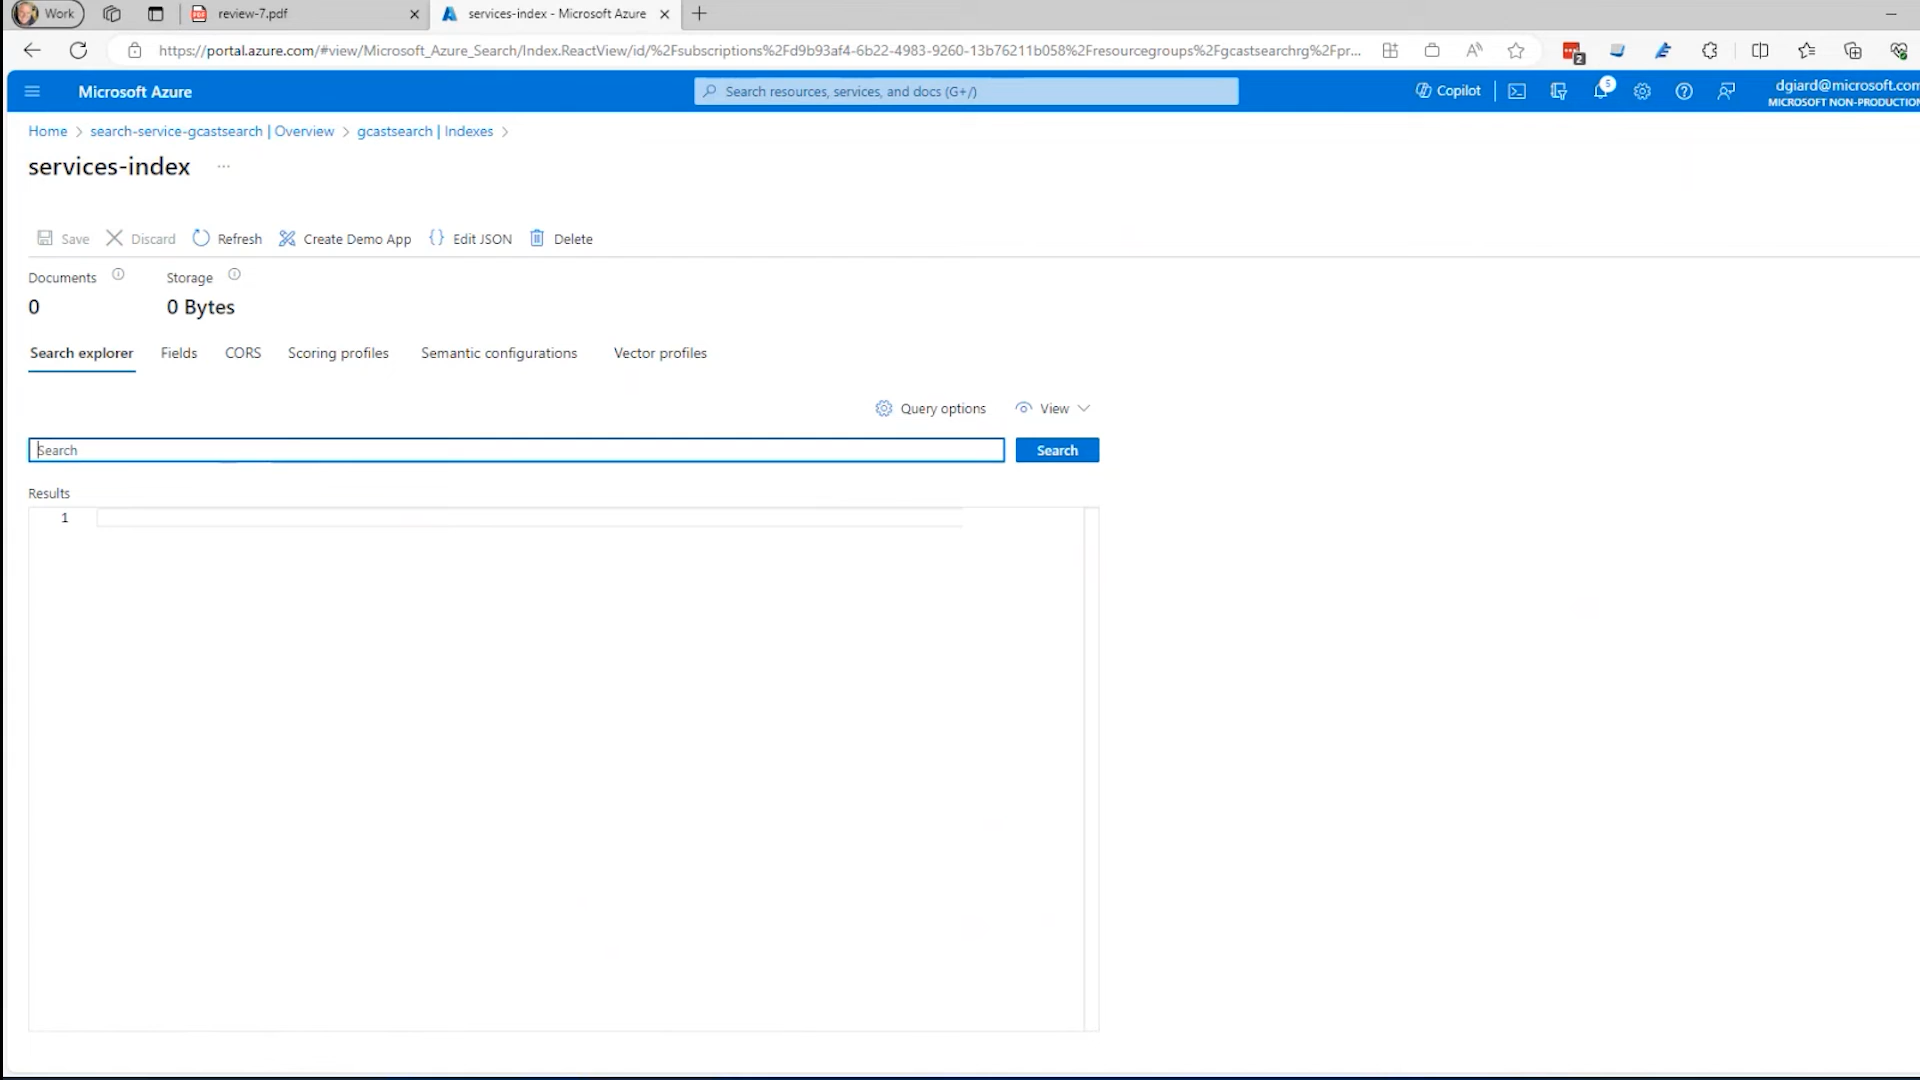 Work
review-7.pdf
services-index - Microsoft Azure
https://portal.azure.com/#view/Microsoft_Azure_Search/Index.ReactView/id/%2Fsubscriptions%2Fd9b93af4-6b22-4983-9260-13b76211b058%2Fresourcegroups%2Fgcastsearchrg%2Fpr...
2
Microsoft Azure
Search resources, services, and docs (G+/)
Copilot
5
dgiard@microsoft.com
MICROSOFT NON-PRODUCTION
Home > search-service-gcastsearch | Overview > gcastsearch | Indexes >
services-index ...
Save Discard Refresh Create Demo App Edit JSON Delete
Documents Storage
0 0 Bytes
Search explorer Fields CORS Scoring profiles Semantic configurations Vector profiles
Query options View
Search Search
Results
1